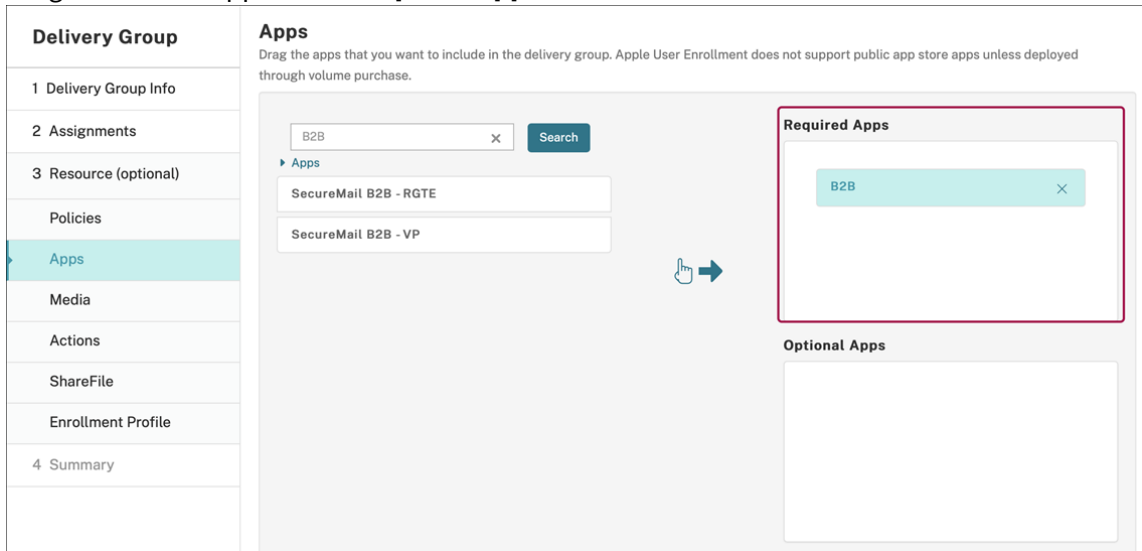 Delivery Group
1 Delivery Group Info
2 Assignments
3 Resource (optional)
Policies
Apps
Media
Actions
ShareFile
Enrollment Profile
4 Summary
Apps
Drag the apps that you want to include in the delivery group. Apple User Enrollment does not support public app store apps unless deployed
through volume purchase.
B2B
Search
Apps
SecureMail B2B - RGTE
SecureMail B2B - VP
Required Apps
B2B
Optional Apps